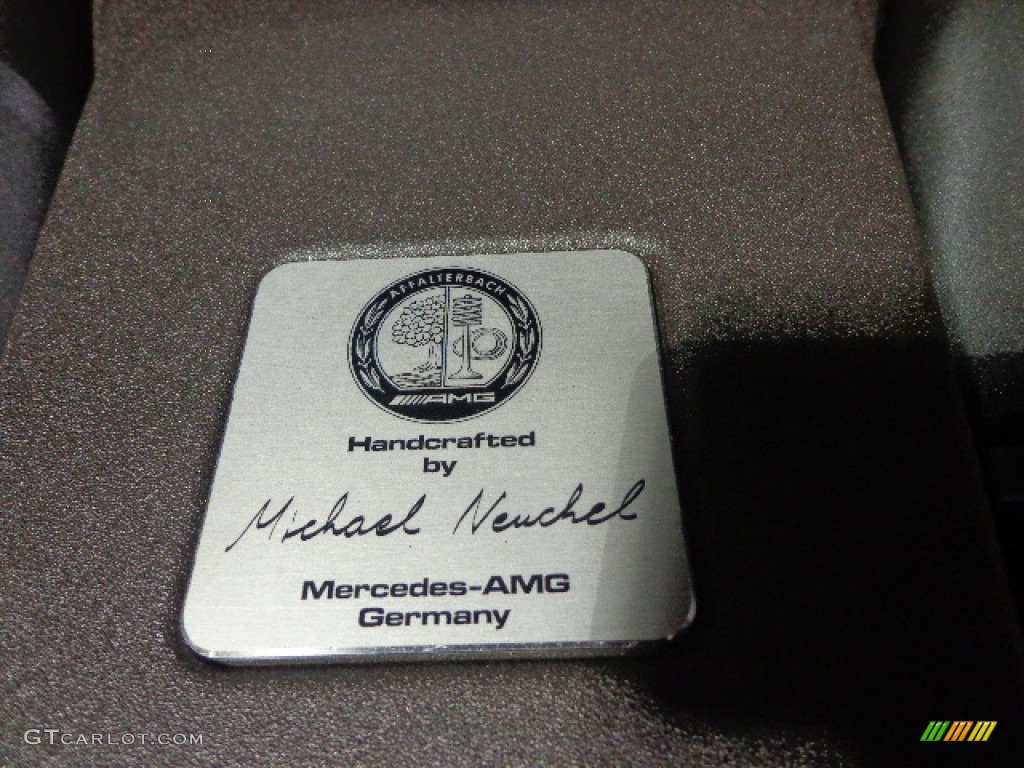 AFFALTERBACH
AMG
Handcrafted
by
Michael Neuchel
Mercedes-AMG
Germany
GTCARLOT.COM